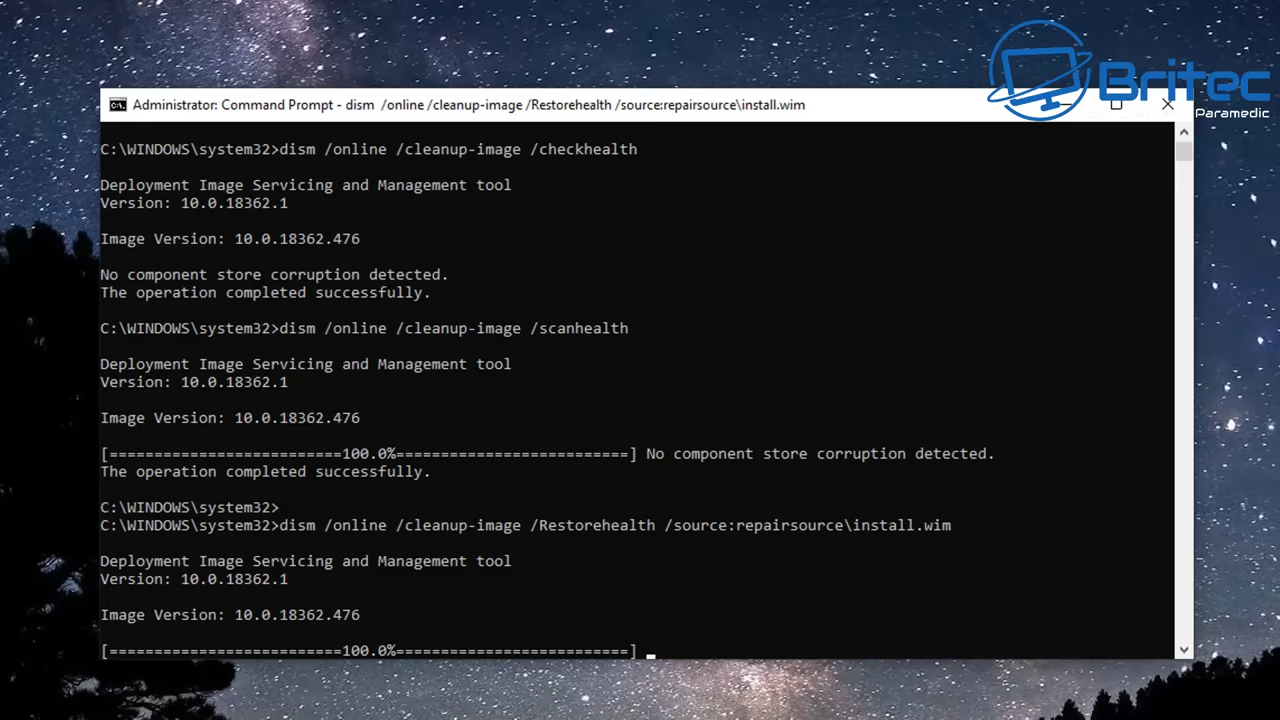 Britec
Paramedic
Administrator: Command Prompt - dism  /online /cleanup-image /Restorehealth /source:repairsource\install.wim
C:\WINDOWS\system32>dism /online /cleanup-image /checkhealth
Deployment Image Servicing and Management tool
Version: 10.0.18362.1
Image Version: 10.0.18362.476
No component store corruption detected.
The operation completed successfully.
C:\WINDOWS\system32>dism /online /cleanup-image /scanhealth
Deployment Image Servicing and Management tool
Version: 10.0.18362.1
Image Version: 10.0.18362.476
[==========================100.0%==========================] No component store corruption detected.
The operation completed successfully.
C:\WINDOWS\system32>
C:\WINDOWS\system32>dism /online /cleanup-image /Restorehealth /source:repairsource\install.wim
Deployment Image Servicing and Management tool
Version: 10.0.18362.1
Image Version: 10.0.18362.476
[==========================100.0%==========================]